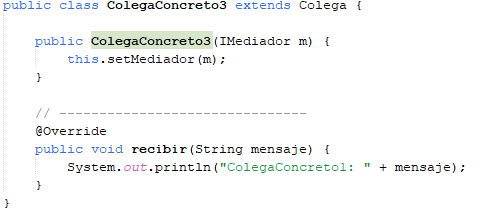 public class ColegaConcreto3 extends Colega {
public ColegaConcreto3(IMediador m) {
this.setMediador(m);
}
// -------------------------------
@Override
public void recibir(String mensaje) {
System.out.println("ColegaConcreto1: " + mensaje);
}
}